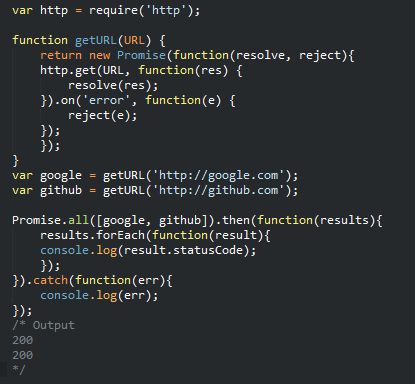 var http = require('http');

function getURL(URL) {
    return new Promise(function(resolve, reject){
    http.get(URL, function(res) {
        resolve(res);
    }).on('error', function(e) {
        reject(e);
    });
    });
}
var google = getURL('http://google.com');
var github = getURL('http://github.com');

Promise.all([google, github]).then(function(results){
    results.forEach(function(result){
    console.log(result.statusCode);
    });
}).catch(function(err){
    console.log(err);
});
/* Output
200
200
*/